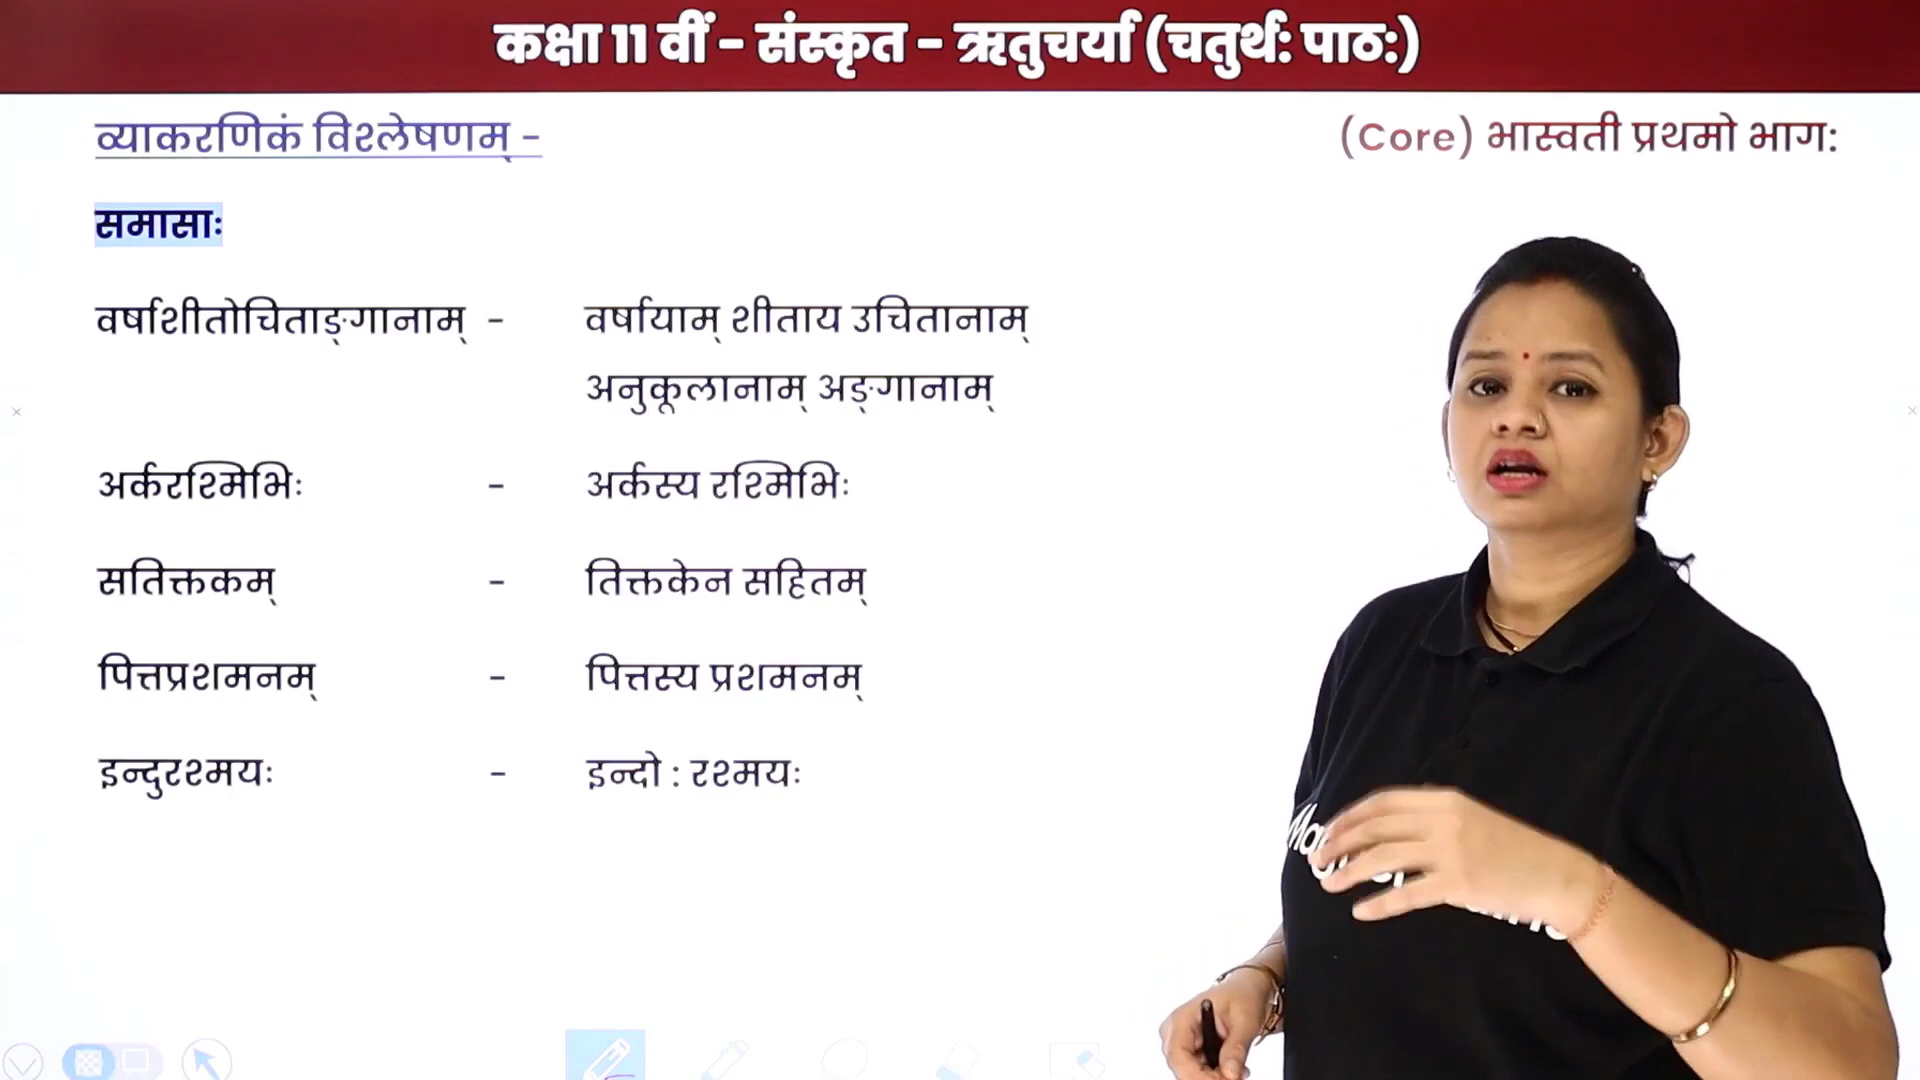 कक्षा 11 वीं - संस्कृत - ऋतुचर्या (चतुर्थ: पाठ:)
व्याकरणिकं विश्लेषणम् -
(Core) भास्वती प्रथमो भाग:
समासाः
वर्षाशीतोचिताङ्गानाम् - वर्षायाम् शीताय उचितानाम्
अनुकूलानाम् अङ्गानाम्
अर्करश्मिभिः - अर्कस्य रश्मिभिः
सतिक्तकम् - तिक्तकेन सहितम्
पित्तप्रशमनम् - पित्तस्य प्रशमनम्
इन्दुरश्मयः - इन्दो : रश्मयः